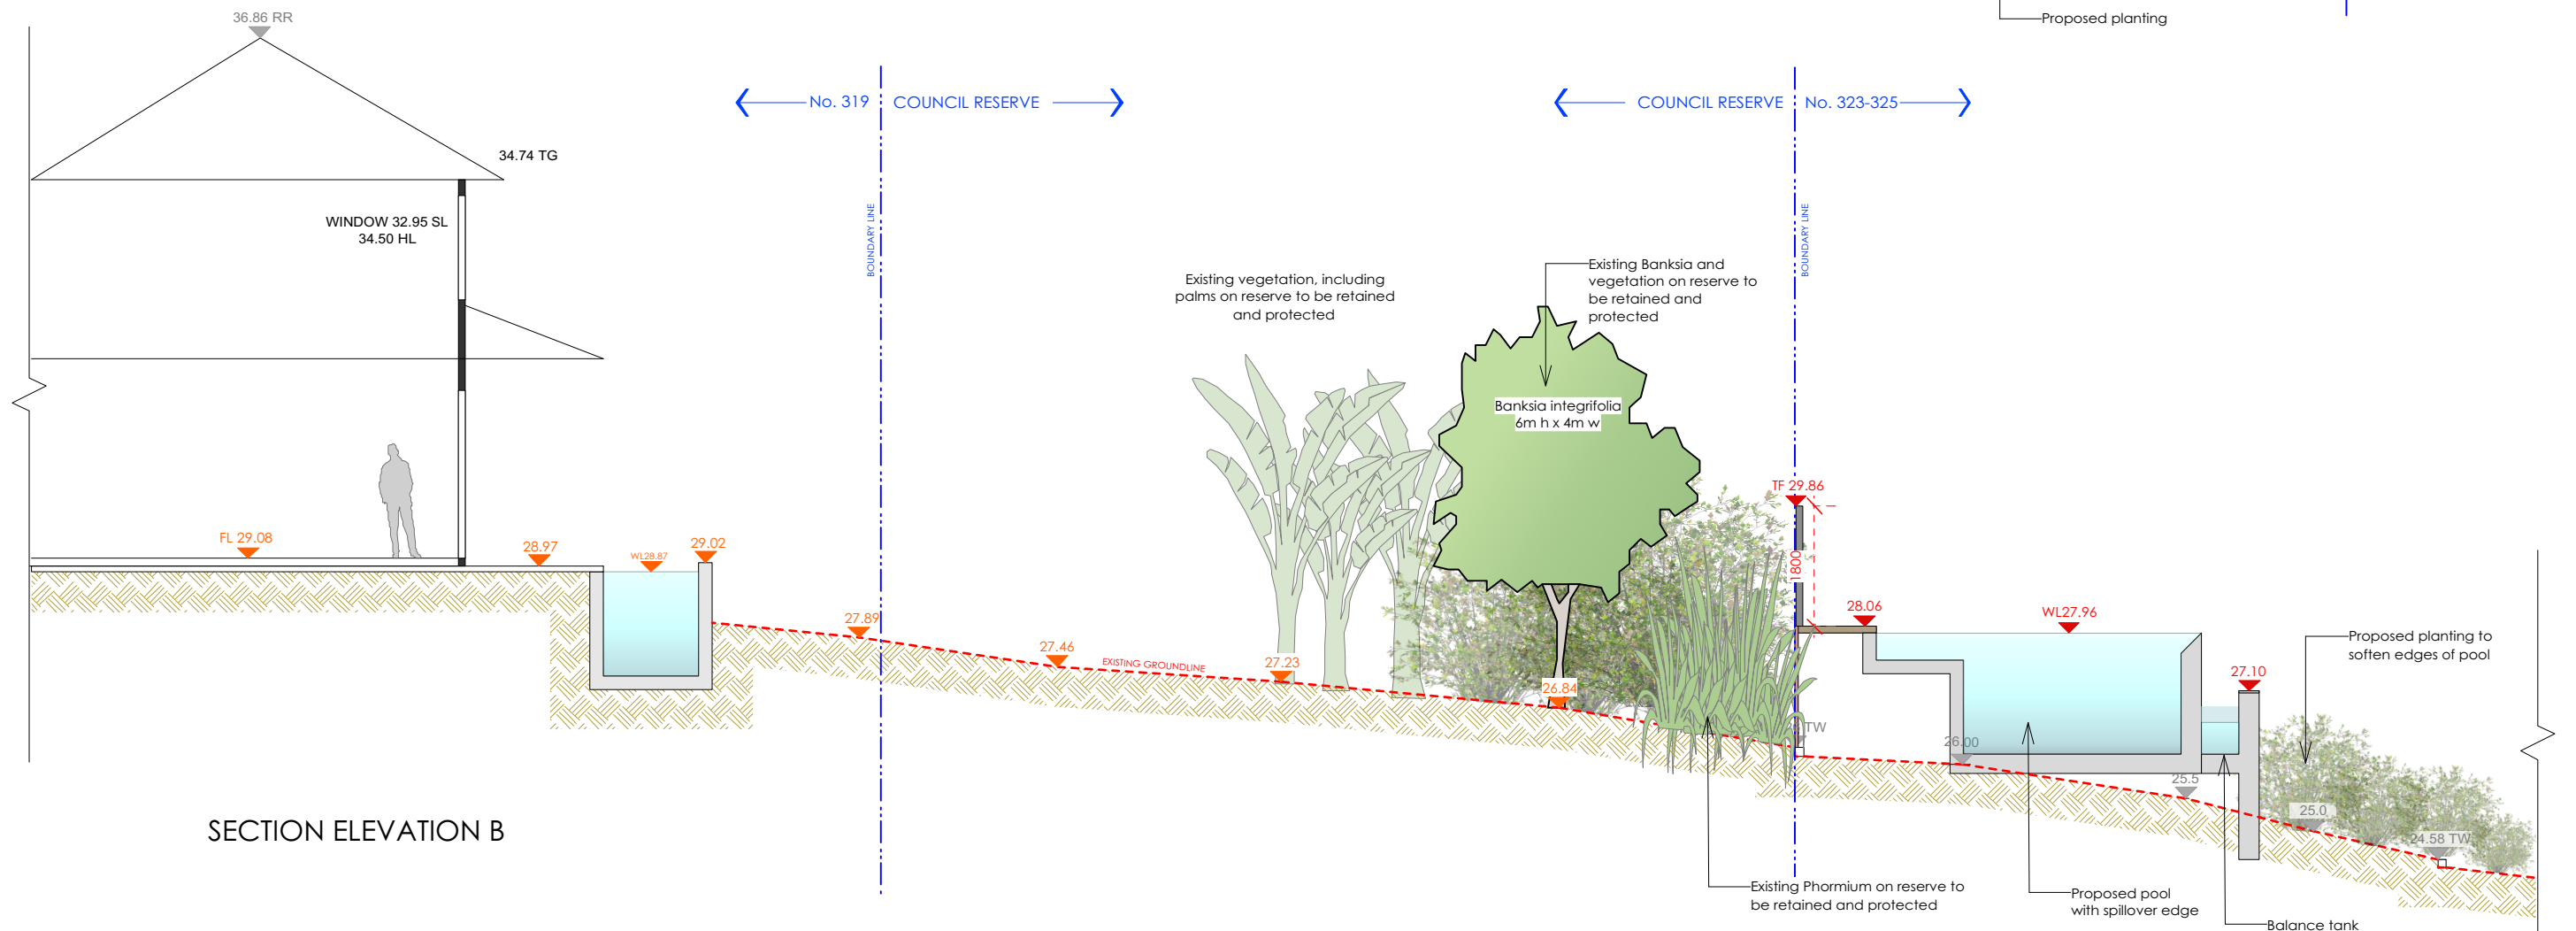 36.86 RR
Proposed planting
No. 319
COUNCIL RESERVE
COUNCIL RESERVE
No. 323-325
34.74 TG
WINDOW 32.95 SL
34.50 HL
BOUNDARY LINE
BOUNDARY LINE
Existing vegetation, including
palms on reserve to be retained
and protected
Existing Banksia and
vegetation on reserve to
be retained and
protected
Banksia integrifolia
6m h x 4m w
TF 29.86
1800
FL 29.08
28.97
WL28.87
29.02
27.89
27.46
EXISTING GROUNDLINE
27.23
26.84
28.06
WL27.96
27.10
Proposed planting to
soften edges of pool
TW
26.00
25.5
25.0
24.58 TW
SECTION ELEVATION B
Existing Phormium on reserve to
be retained and protected
Proposed pool
with spillover edge
Balance tank